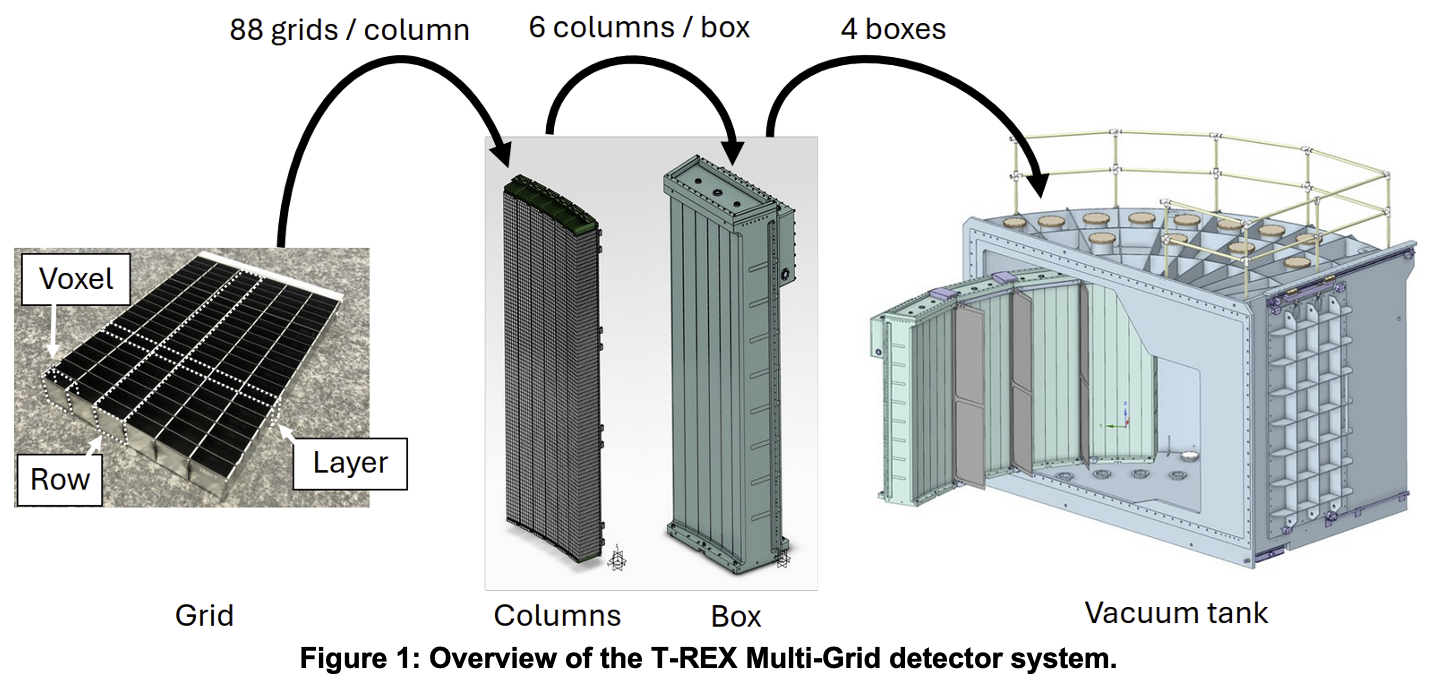 88 grids / column
6 columns / box
4 boxes
Voxel
Row
Layer
Grid
Columns
Box
Vacuum tank
Figure 1: Overview of the T-REX Multi-Grid detector system.